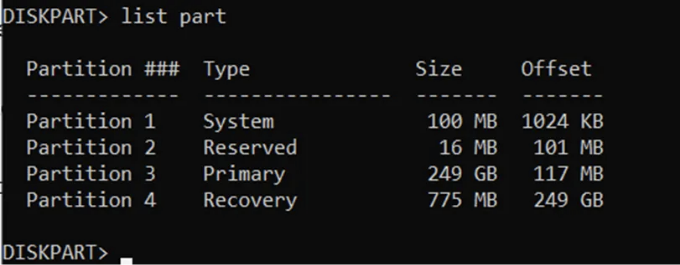 DISKPART> list part
Partition ### Type Size Offset
------------- ---------------- ------- -------
Partition 1 System 100 MB 1024 KB
Partition 2 Reserved 16 MB 101 MB
Partition 3 Primary 249 GB 117 MB
Partition 4 Recovery 775 MB 249 GB
DISKPART>